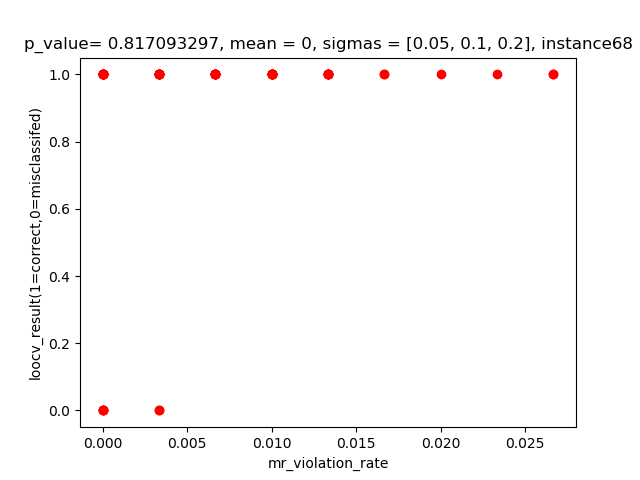 p_value= 0.817093297, mean = 0, sigmas = [0.05, 0.1, 0.2], instance68
loocv_result(1=correct,0=misclassifed)
1.0
0.8
0.6
0.4
0.2
0.0
0.000 0.005 0.010 0.015 0.020 0.025
mr_violation_rate